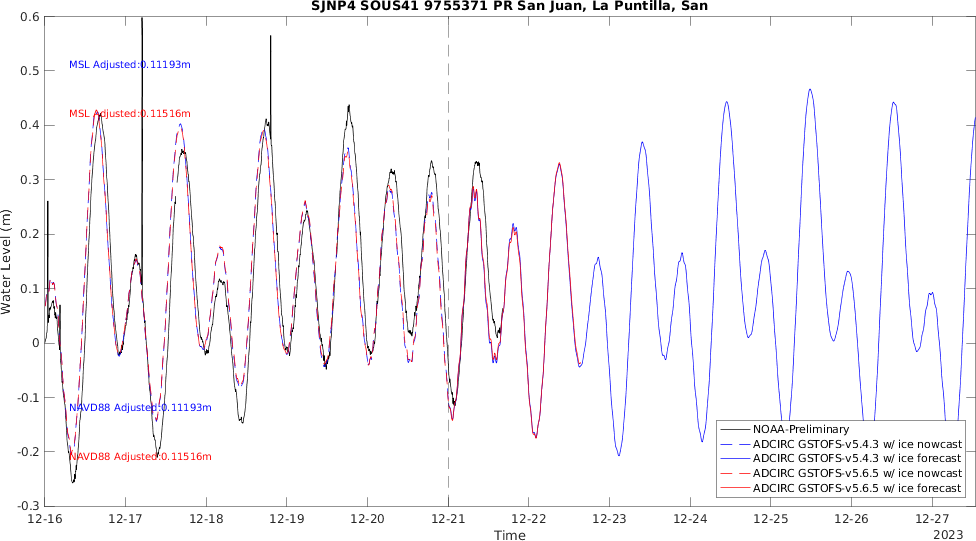 SJNP4 SOUS41 9755371 PR San Juan, La Puntilla, San
0.6
0.5
0.4
0.3
0.2
0.1
0
-0.1
-0.2
-0.3
Water Level (m)
MSL Adjusted:0.11193m
MSL Adjusted:0.11516m
NAVD88 Adjusted:0.11193m
NAVD88 Adjusted:0.11516m
NOAA-Preliminary
ADCIRC GSTOFS-v5.4.3 w/ ice nowcast
ADCIRC GSTOFS-v5.4.3 w/ ice forecast
ADCIRC GSTOFS-v5.6.5 w/ ice nowcast
ADCIRC GSTOFS-v5.6.5 w/ ice forecast
12-16 12-17 12-18 12-19 12-20 12-21 12-22 12-23 12-24 12-25 12-26 12-27
Time
2023